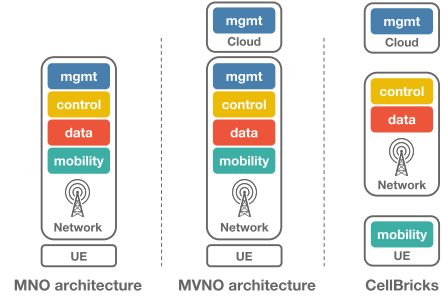 mgmt
control
data
mobility
Network
UE
MNO architecture
mgmt
Cloud
mgmt
control
data
mobility
Network
UE
MVNO architecture
mgmt
Cloud
control
data
Network
mobility
UE
CellBricks